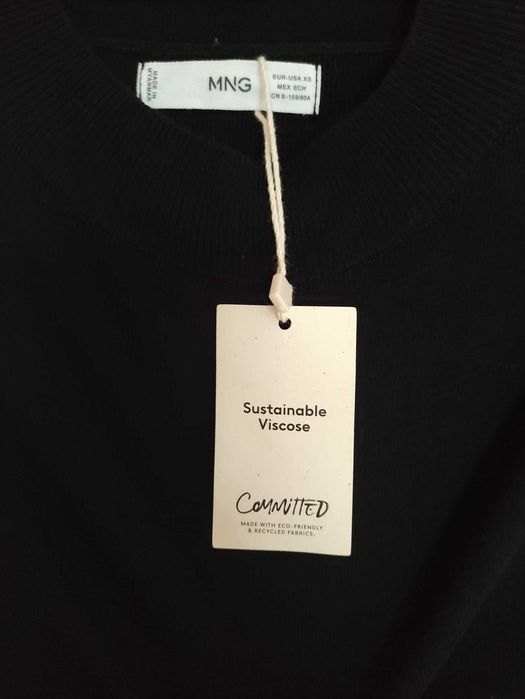 MADE IN
MYANMAR
MNG
EUR-USA XS
MEX ECH
CN S-155/80A
Sustainable
Viscose
COMMITTED
MADE WITH ECO-FRIENDLY
& RECYCLED FABRICS.